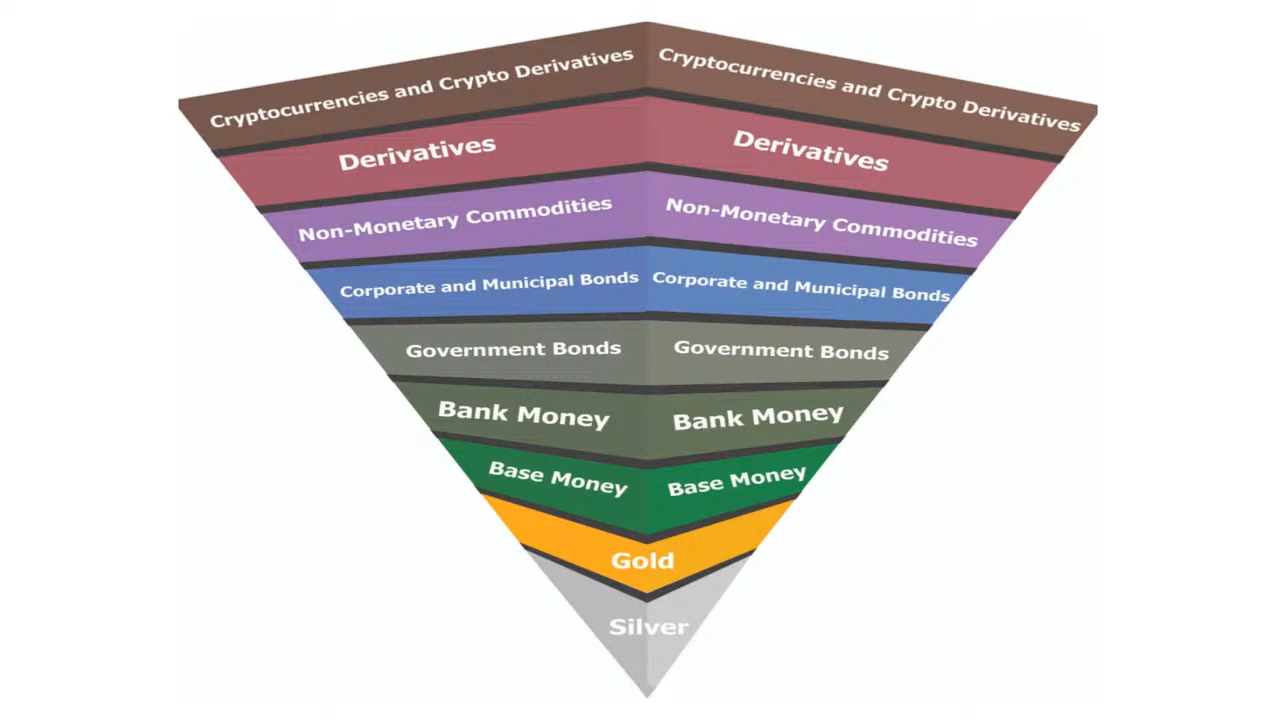 Cryptocurrencies and Crypto Derivatives
Cryptocurrencies and Crypto Derivatives
Derivatives
Derivatives
Non-Monetary Commodities
Non-Monetary Commodities
Corporate and Municipal Bonds
Corporate and Municipal Bonds
Government Bonds
Government Bonds
Bank Money
Bank Money
Base Money
Base Money
Gold
Silver